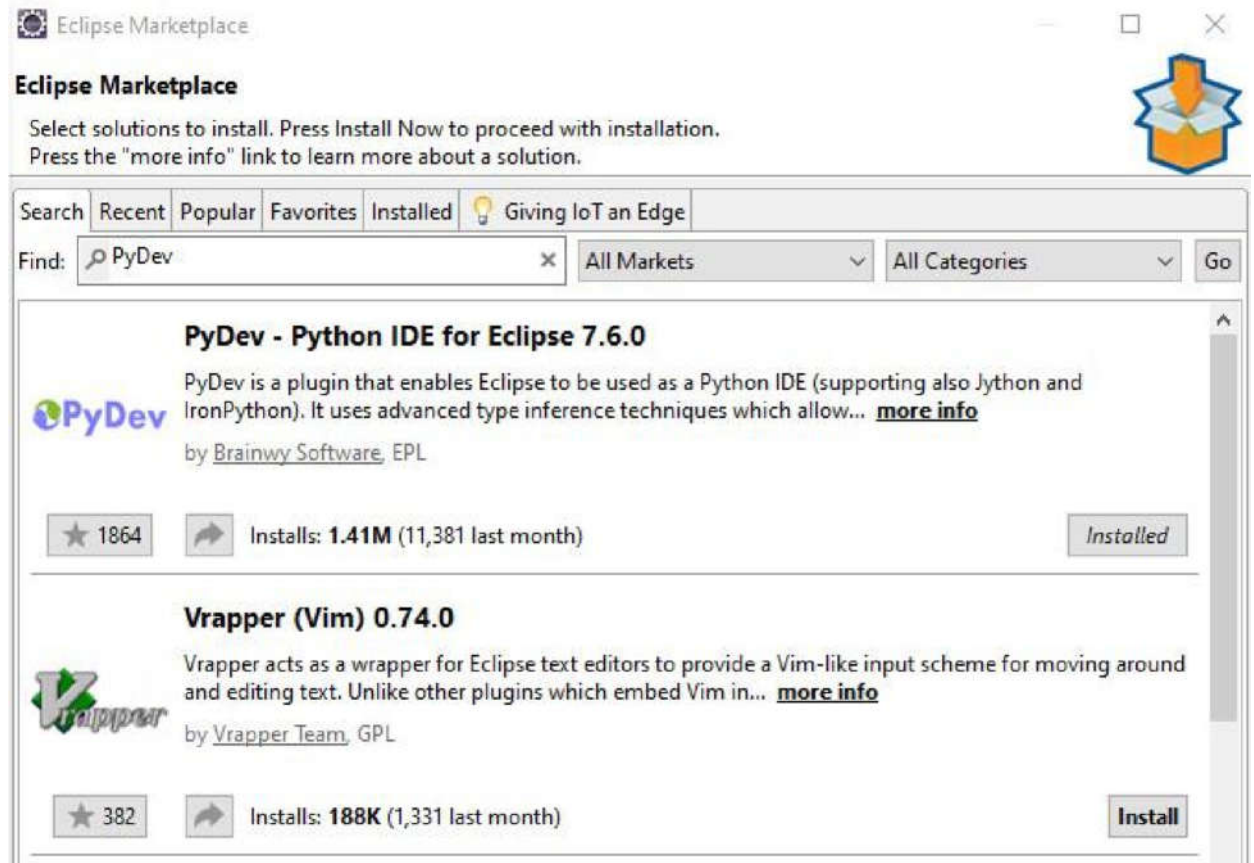 Eclipse Marketplace
Eclipse Marketplace
Select solutions to install. Press Install Now to proceed with installation.
Press the "more info" link to learn more about a solution.
Search Recent Popular Favorites Installed Giving IoT an Edge
Find: PyDev All Markets All Categories Go
PyDev - Python IDE for Eclipse 7.6.0
PyDev is a plugin that enables Eclipse to be used as a Python IDE (supporting also Jython and
IronPython). It uses advanced type inference techniques which allow... more info
PyDev
by Brainwy Software, EPL
1864 Installs: 1.41M (11,381 last month) Installed
Vrapper (Vim) 0.74.0
Vrapper acts as a wrapper for Eclipse text editors to provide a Vim-like input scheme for moving around
and editing text. Unlike other plugins which embed Vim in... more info
Vrapper
by Vrapper Team, GPL
382 Installs: 188K (1,331 last month) Install